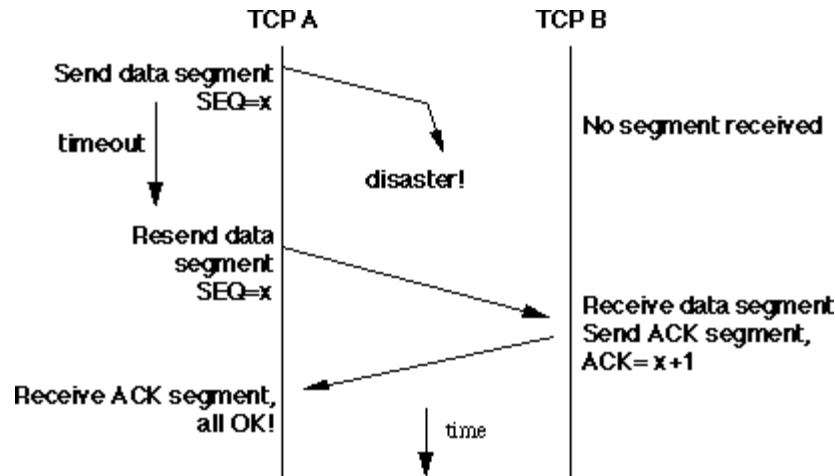 TCP A
TCP B
Send data segment
SEQ=x
timeout
No segment received
disaster!
Resend data
segment
SEQ=x
Receive data segment
Send ACK segment,
ACK= x+1
Receive ACK segment,
all OK!
time